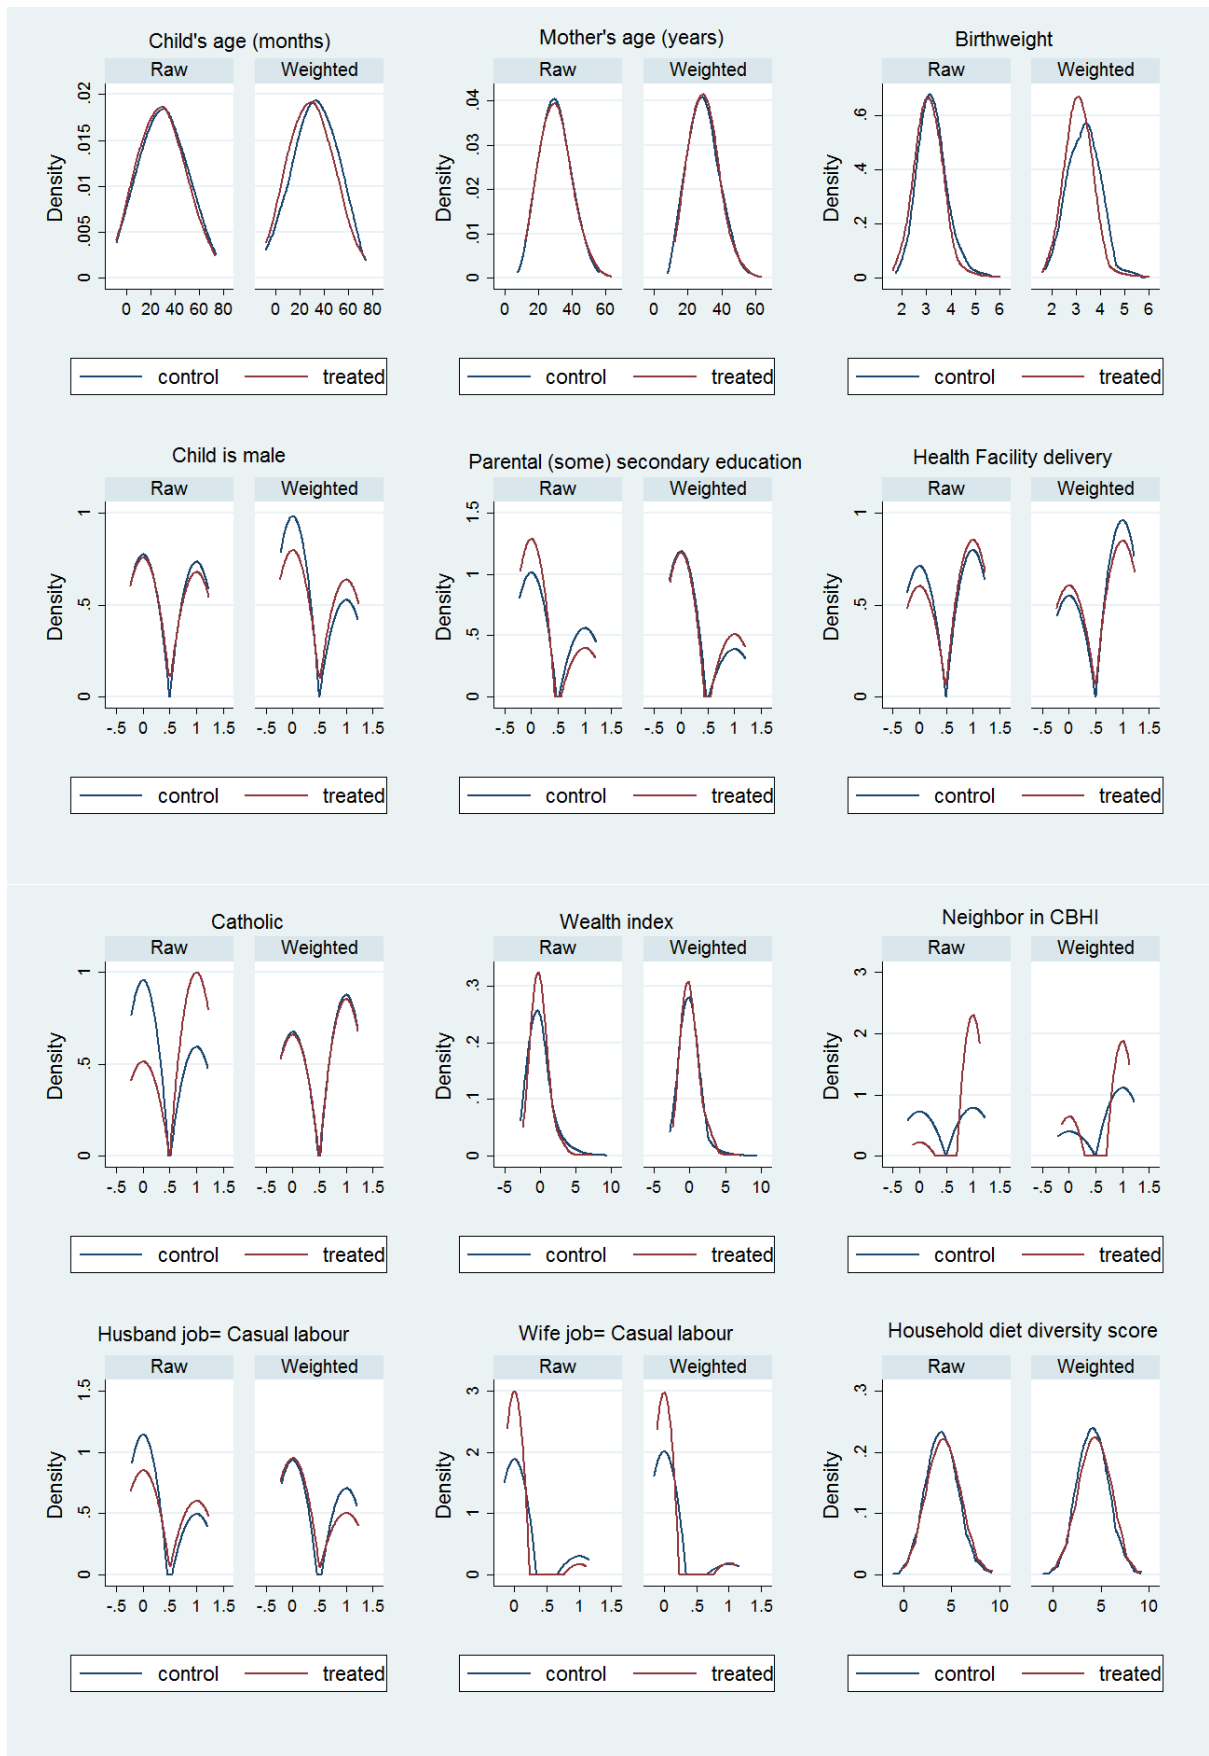 Child's age (months)
Raw Weighted
Density
0 .005 .01 .015 .02
0 20 40 60 80 0 20 40 60 80
control treated
Mother's age (years)
Raw Weighted
Density
0 .01 .02 .03 .04
0 20 40 60 0 20 40 60
control treated
Birthweight
Raw Weighted
Density
0 .2 .4 .6
2 3 4 5 6 2 3 4 5 6
control treated
Child is male
Raw Weighted
Density
0 .5 1
-.5 0 .5 1 1.5 -.5 0 .5 1 1.5
control treated
Parental (some) secondary education
Raw Weighted
Density
0 .5 1 1.5
-.5 0 .5 1 1.5 -.5 0 .5 1 1.5
control treated
Health Facility delivery
Raw Weighted
Density
0 .5 1
-.5 0 .5 1 1.5 -.5 0 .5 1 1.5
control treated
Catholic
Raw Weighted
Density
0 .5 1
-.5 0 .5 1 1.5 -.5 0 .5 1 1.5
control treated
Wealth index
Raw Weighted
Density
0 .1 .2 .3
-5 0 5 10 -5 0 5 10
control treated
Neighbor in CBHI
Raw Weighted
Density
0 1 2 3
-.5 0 .5 1 1.5 -.5 0 .5 1 1.5
control treated
Husband job= Casual labour
Raw Weighted
Density
0 .5 1 1.5
-.5 0 .5 1 1.5 -.5 0 .5 1 1.5
control treated
Wife job= Casual labour
Raw Weighted
Density
0 1 2 3
0 .5 1 1.5 0 .5 1 1.5
control treated
Household diet diversity score
Raw Weighted
Density
0 .1 .2 .3
0 5 10 0 5 10
control treated